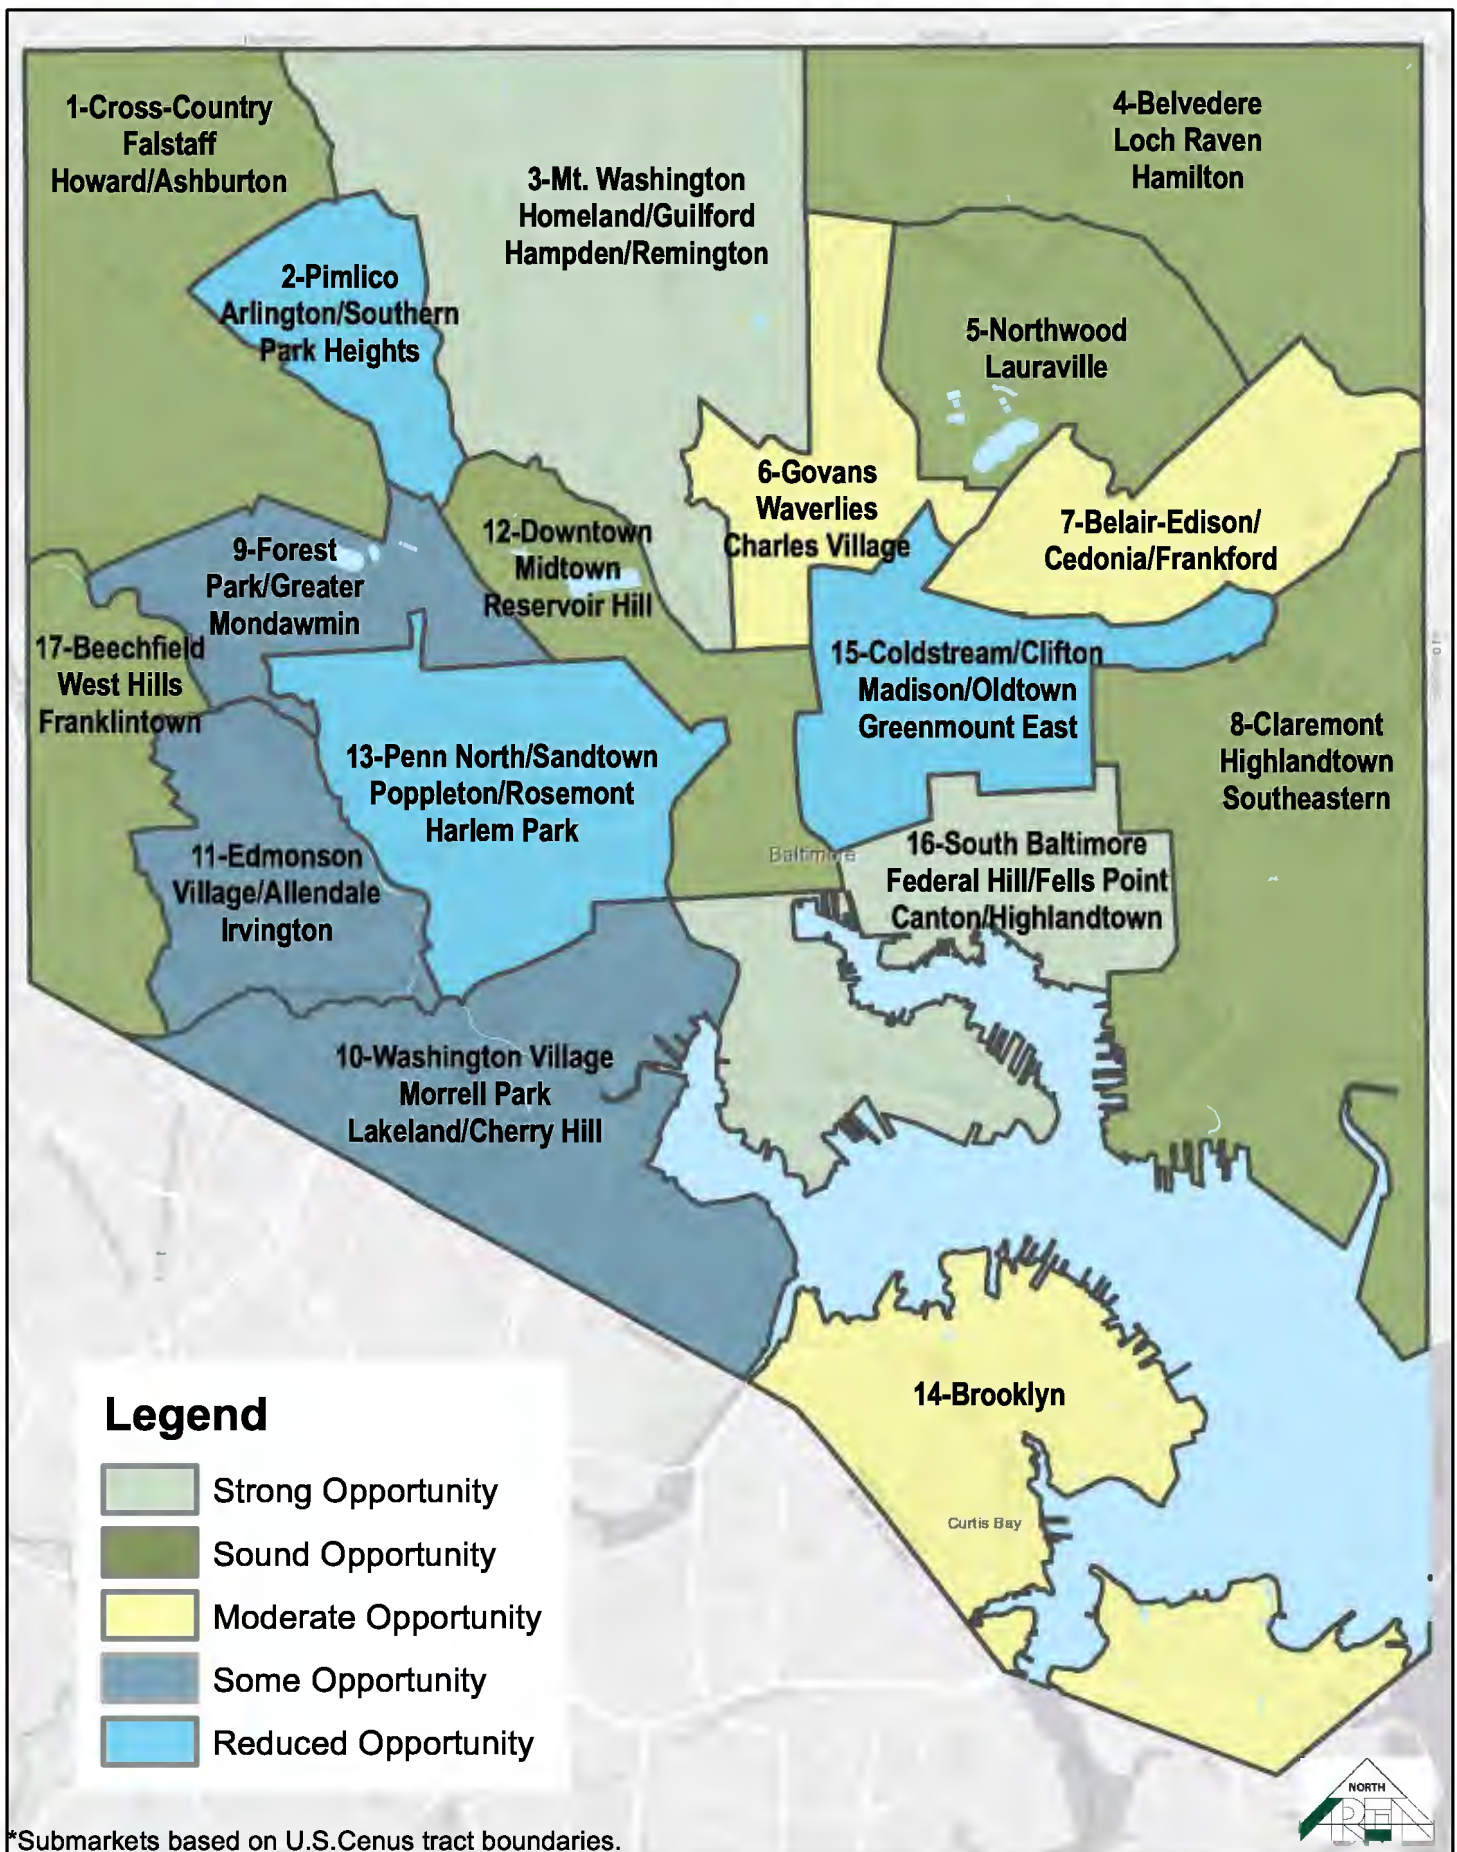 1-Cross-Country
Falstaff
Howard/Ashburton
3-Mt. Washington
Homeland/Guilford
Hampden/Remington
4-Belvedere
Loch Raven
Hamilton
2-Pimlico
Arlington/Southern
Park Heights
5-Northwood
Lauraville
6-Govans
Waverlies
Charles Village
7-Belair-Edison/
Cedonia/Frankford
12-Downtown
Midtown
Reservoir Hill
9-Forest
Park/Greater
Mondawmin
17-Beechfield
West Hills
Franklintown
15-Coldstream/Clifton
Madison/Oldtown
Greenmount East
8-Claremont
Highlandtown
Southeastern
13-Penn North/Sandtown
Poppleton/Rosemont
Harlem Park
11-Edmonson
Village/Allendale
Irvington
Baltimore
16-South Baltimore
Federal Hill/Fells Point
Canton/Highlandtown
10-Washington Village
Morrell Park
Lakeland/Cherry Hill
14-Brooklyn
Curtis Bay
Legend
Strong Opportunity
Sound Opportunity
Moderate Opportunity
Some Opportunity
Reduced Opportunity
NORTH
*Submarkets based on U.S.Cenus tract boundaries.